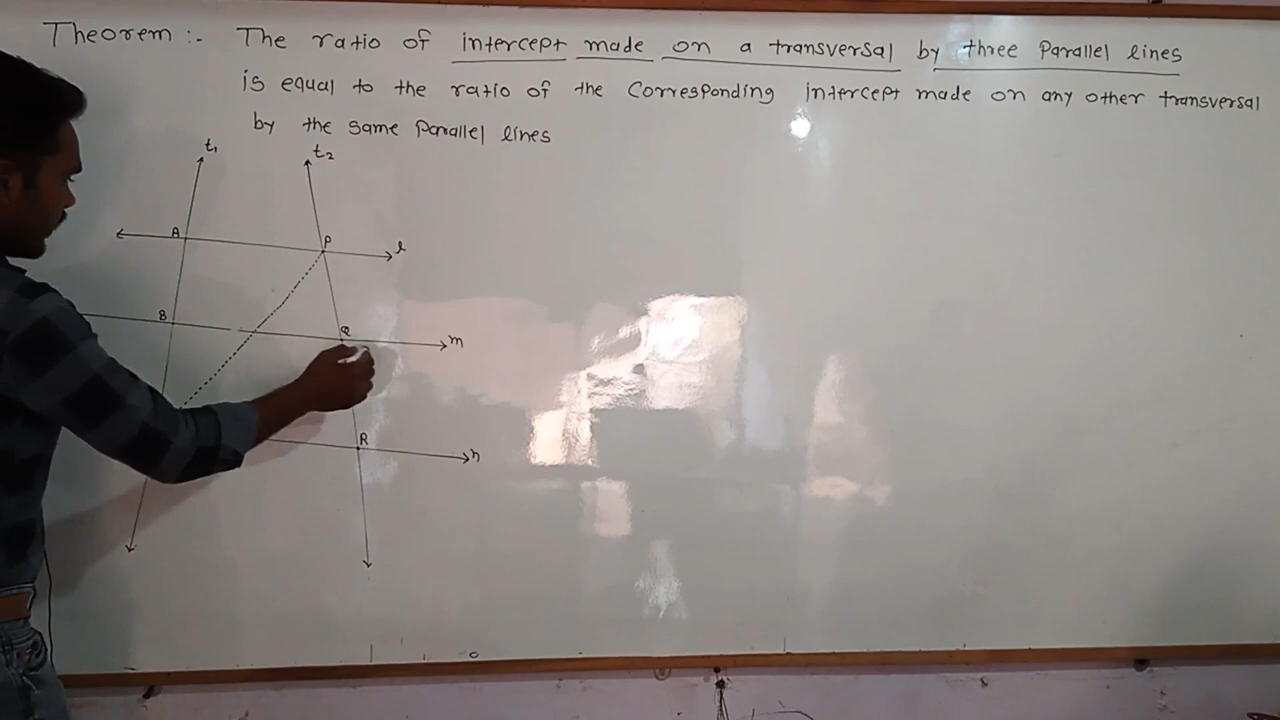 Theorem :- The ratio of intercept made on a transversal by three Parallel lines
is equal to the ratio of the Corresponding intercept made on any other transversal
by the same Parallel lines
t₁ t₂
A P l
B Q m
R n